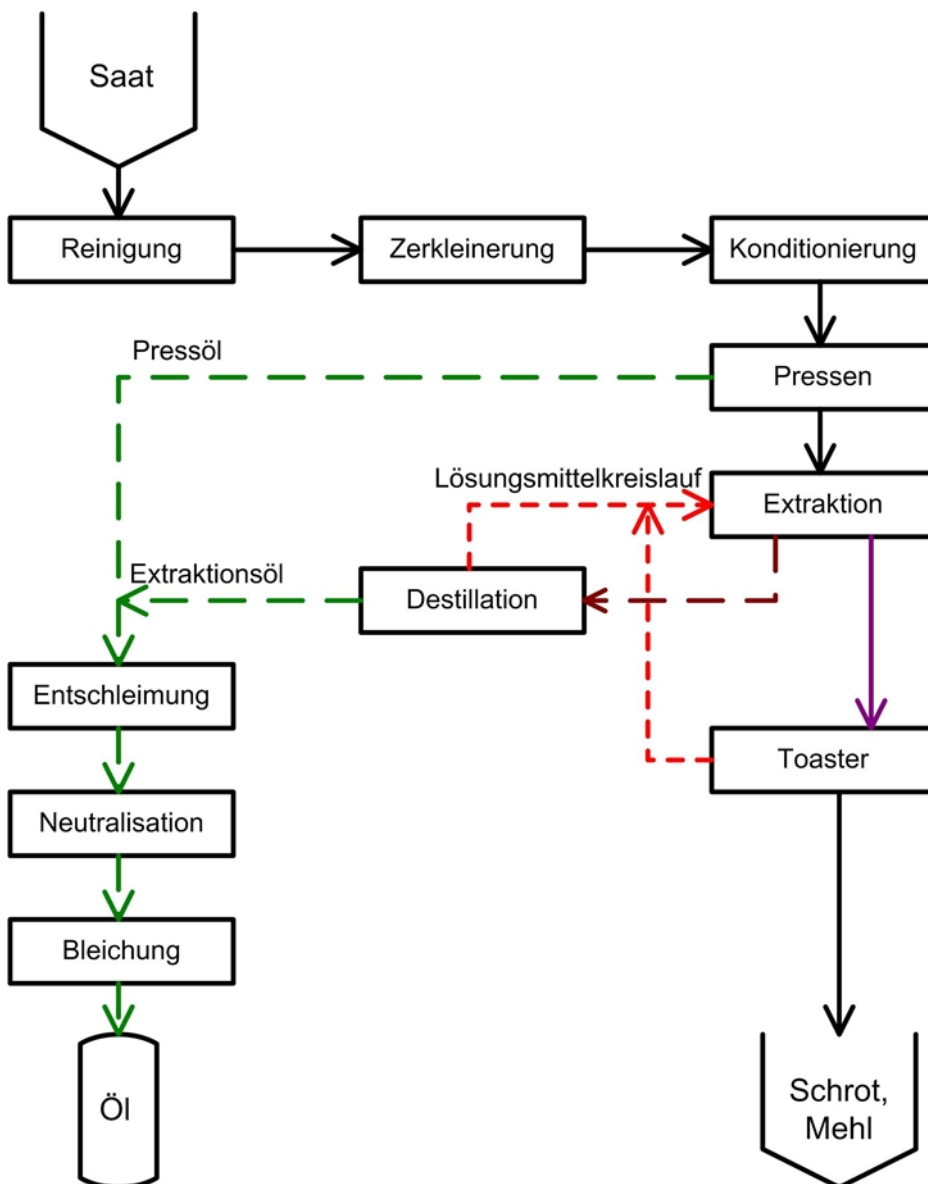 Saat
Reinigung
Zerkleinerung
Konditionierung
Pressöl
Pressen
Lösungsmittelkreislauf
Extraktion
Extraktionsöl
Destillation
Entschleimung
Toaster
Neutralisation
Bleichung
Öl
Schrot,
Mehl